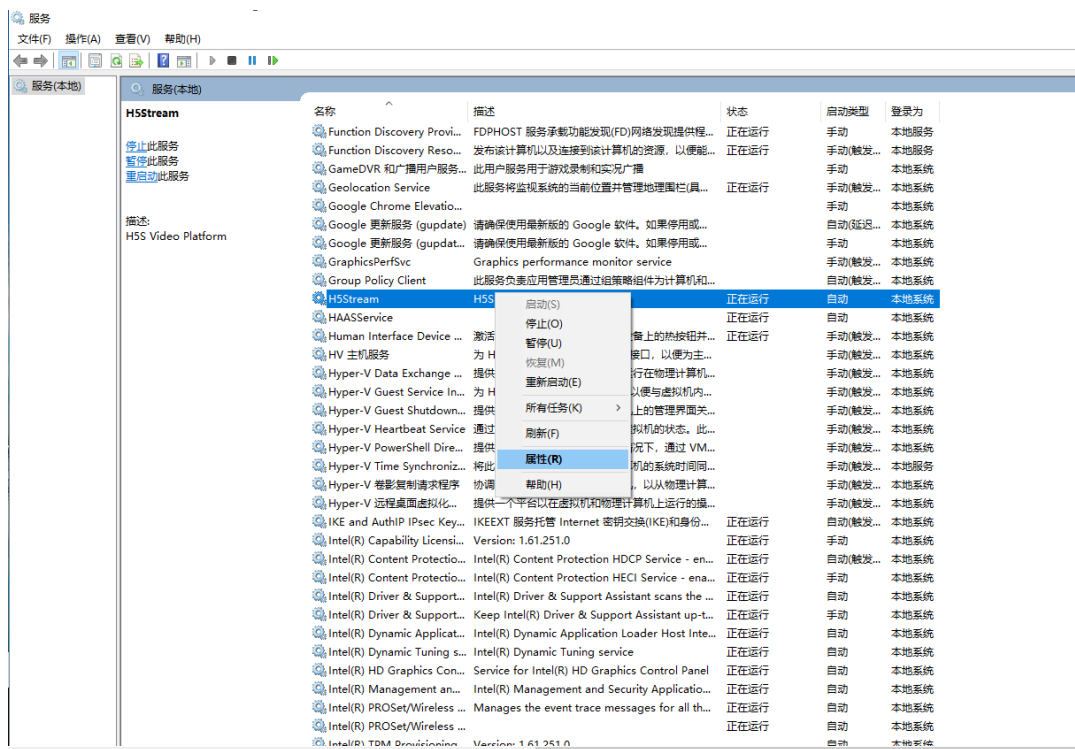 服务
文件(F) 操作(A) 查看(V) 帮助(H)
服务(本地)
服务(本地)
H5Stream
停止此服务
暂停此服务
重启动此服务
描述:
H5S Video Platform
名称 描述 状态 启动类型 登录为
Function Discovery Provi... FDPHOST 服务承载功能发现(FD)网络发现提供程... 正在运行 手动 本地服务
Function Discovery Reso... 发布该计算机以及连接到该计算机的资源，以便能... 正在运行 手动(触发... 本地服务
GameDVR 和广播用户服务... 此用户服务用于游戏录制和实况广播 手动 本地系统
Geolocation Service 此服务将监视系统的当前位置并管理地理围栏(具... 正在运行 手动(触发... 本地系统
Google Chrome Elevatio... 手动 本地系统
Google 更新服务 (gupdate) 请确保使用最新版的 Google 软件。如果停用或... 自动(延迟... 本地系统
Google 更新服务 (gupdat... 请确保使用最新版的 Google 软件。如果停用或... 手动 本地系统
GraphicsPerfSvc Graphics performance monitor service 手动(触发... 本地系统
Group Policy Client 此服务负责应用管理员通过组策略组件为计算机和... 自动(触发... 本地系统
H5Stream H5S 正在运行 自动 本地系统
HAASService 正在运行 自动 本地系统
Human Interface Device ... 激活 备上的热按钮并... 正在运行 手动(触发... 本地系统
HV 主机服务 为 H 接口，以便为主... 手动(触发... 本地系统
Hyper-V Data Exchange ... 提供 行在物理计算机... 手动(触发... 本地系统
Hyper-V Guest Service In... 为 H 以便与虚拟机内... 手动(触发... 本地系统
Hyper-V Guest Shutdown... 提供 上的管理界面关... 手动(触发... 本地系统
Hyper-V Heartbeat Service 通过 拟机的状态。此... 手动(触发... 本地系统
Hyper-V PowerShell Dire... 提供 况下，通过 VM... 手动(触发... 本地系统
Hyper-V Time Synchroniz... 将此 机的系统时间同... 手动(触发... 本地服务
Hyper-V 卷影复制请求程序 协调 ，以从物理计算... 手动(触发... 本地系统
Hyper-V 远程桌面虚拟化... 提供一个平台以在虚拟机和物理计算机上运行的操... 手动(触发... 本地系统
启动(S)
停止(O)
暂停(U)
恢复(M)
重新启动(E)
所有任务(K)
刷新(F)
属性(R)
帮助(H)
IKE and AuthIP IPsec Key... IKEEXT 服务托管 Internet 密钥交换(IKE)和身份... 正在运行 自动(触发... 本地系统
Intel(R) Capability Licensi... Version: 1.61.251.0 正在运行 手动 本地系统
Intel(R) Content Protectio... Intel(R) Content Protection HDCP Service - en... 正在运行 自动(触发... 本地系统
Intel(R) Content Protectio... Intel(R) Content Protection HECI Service - ena... 正在运行 手动 本地系统
Intel(R) Driver & Support... Intel(R) Driver & Support Assistant scans the ... 正在运行 自动 本地系统
Intel(R) Driver & Support... Keep Intel(R) Driver & Support Assistant up-t... 正在运行 手动 本地系统
Intel(R) Dynamic Applicat... Intel(R) Dynamic Application Loader Host Inte... 正在运行 自动 本地系统
Intel(R) Dynamic Tuning s... Intel(R) Dynamic Tuning service 正在运行 自动 本地系统
Intel(R) HD Graphics Con... Service for Intel(R) HD Graphics Control Panel 正在运行 自动 本地系统
Intel(R) Management an... Intel(R) Management and Security Applicatio... 正在运行 自动 本地系统
Intel(R) PROSet/Wireless ... Manages the event trace messages for all th... 正在运行 自动 本地系统
Intel(R) PROSet/Wireless ... 正在运行 自动 本地系统
Intel(R) TPM Provisioning Version: 1.61.251.0 自动 本地系统